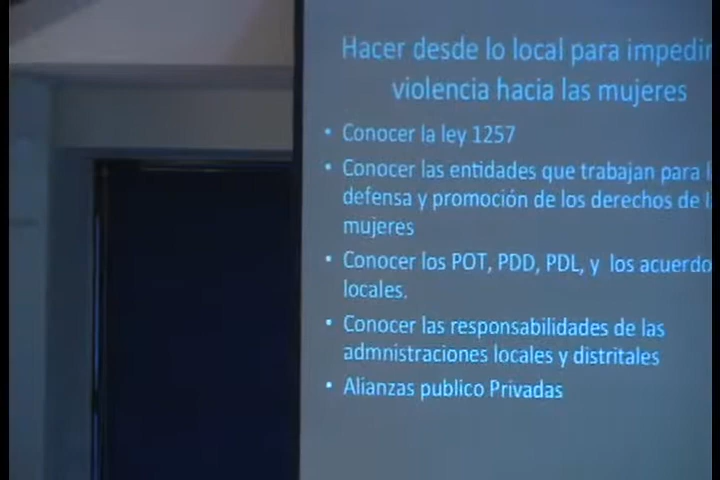 Hacer desde lo local para impedir
violencia hacia las mujeres
• Conocer la ley 1257
• Conocer las entidades que trabajan para
defensa y promoción de los derechos de
mujeres
• Conocer los POT, PDD, PDL, y los acuerdo
locales.
• Conocer las responsabilidades de las
admnistraciones locales y distritales
• Alianzas publico Privadas